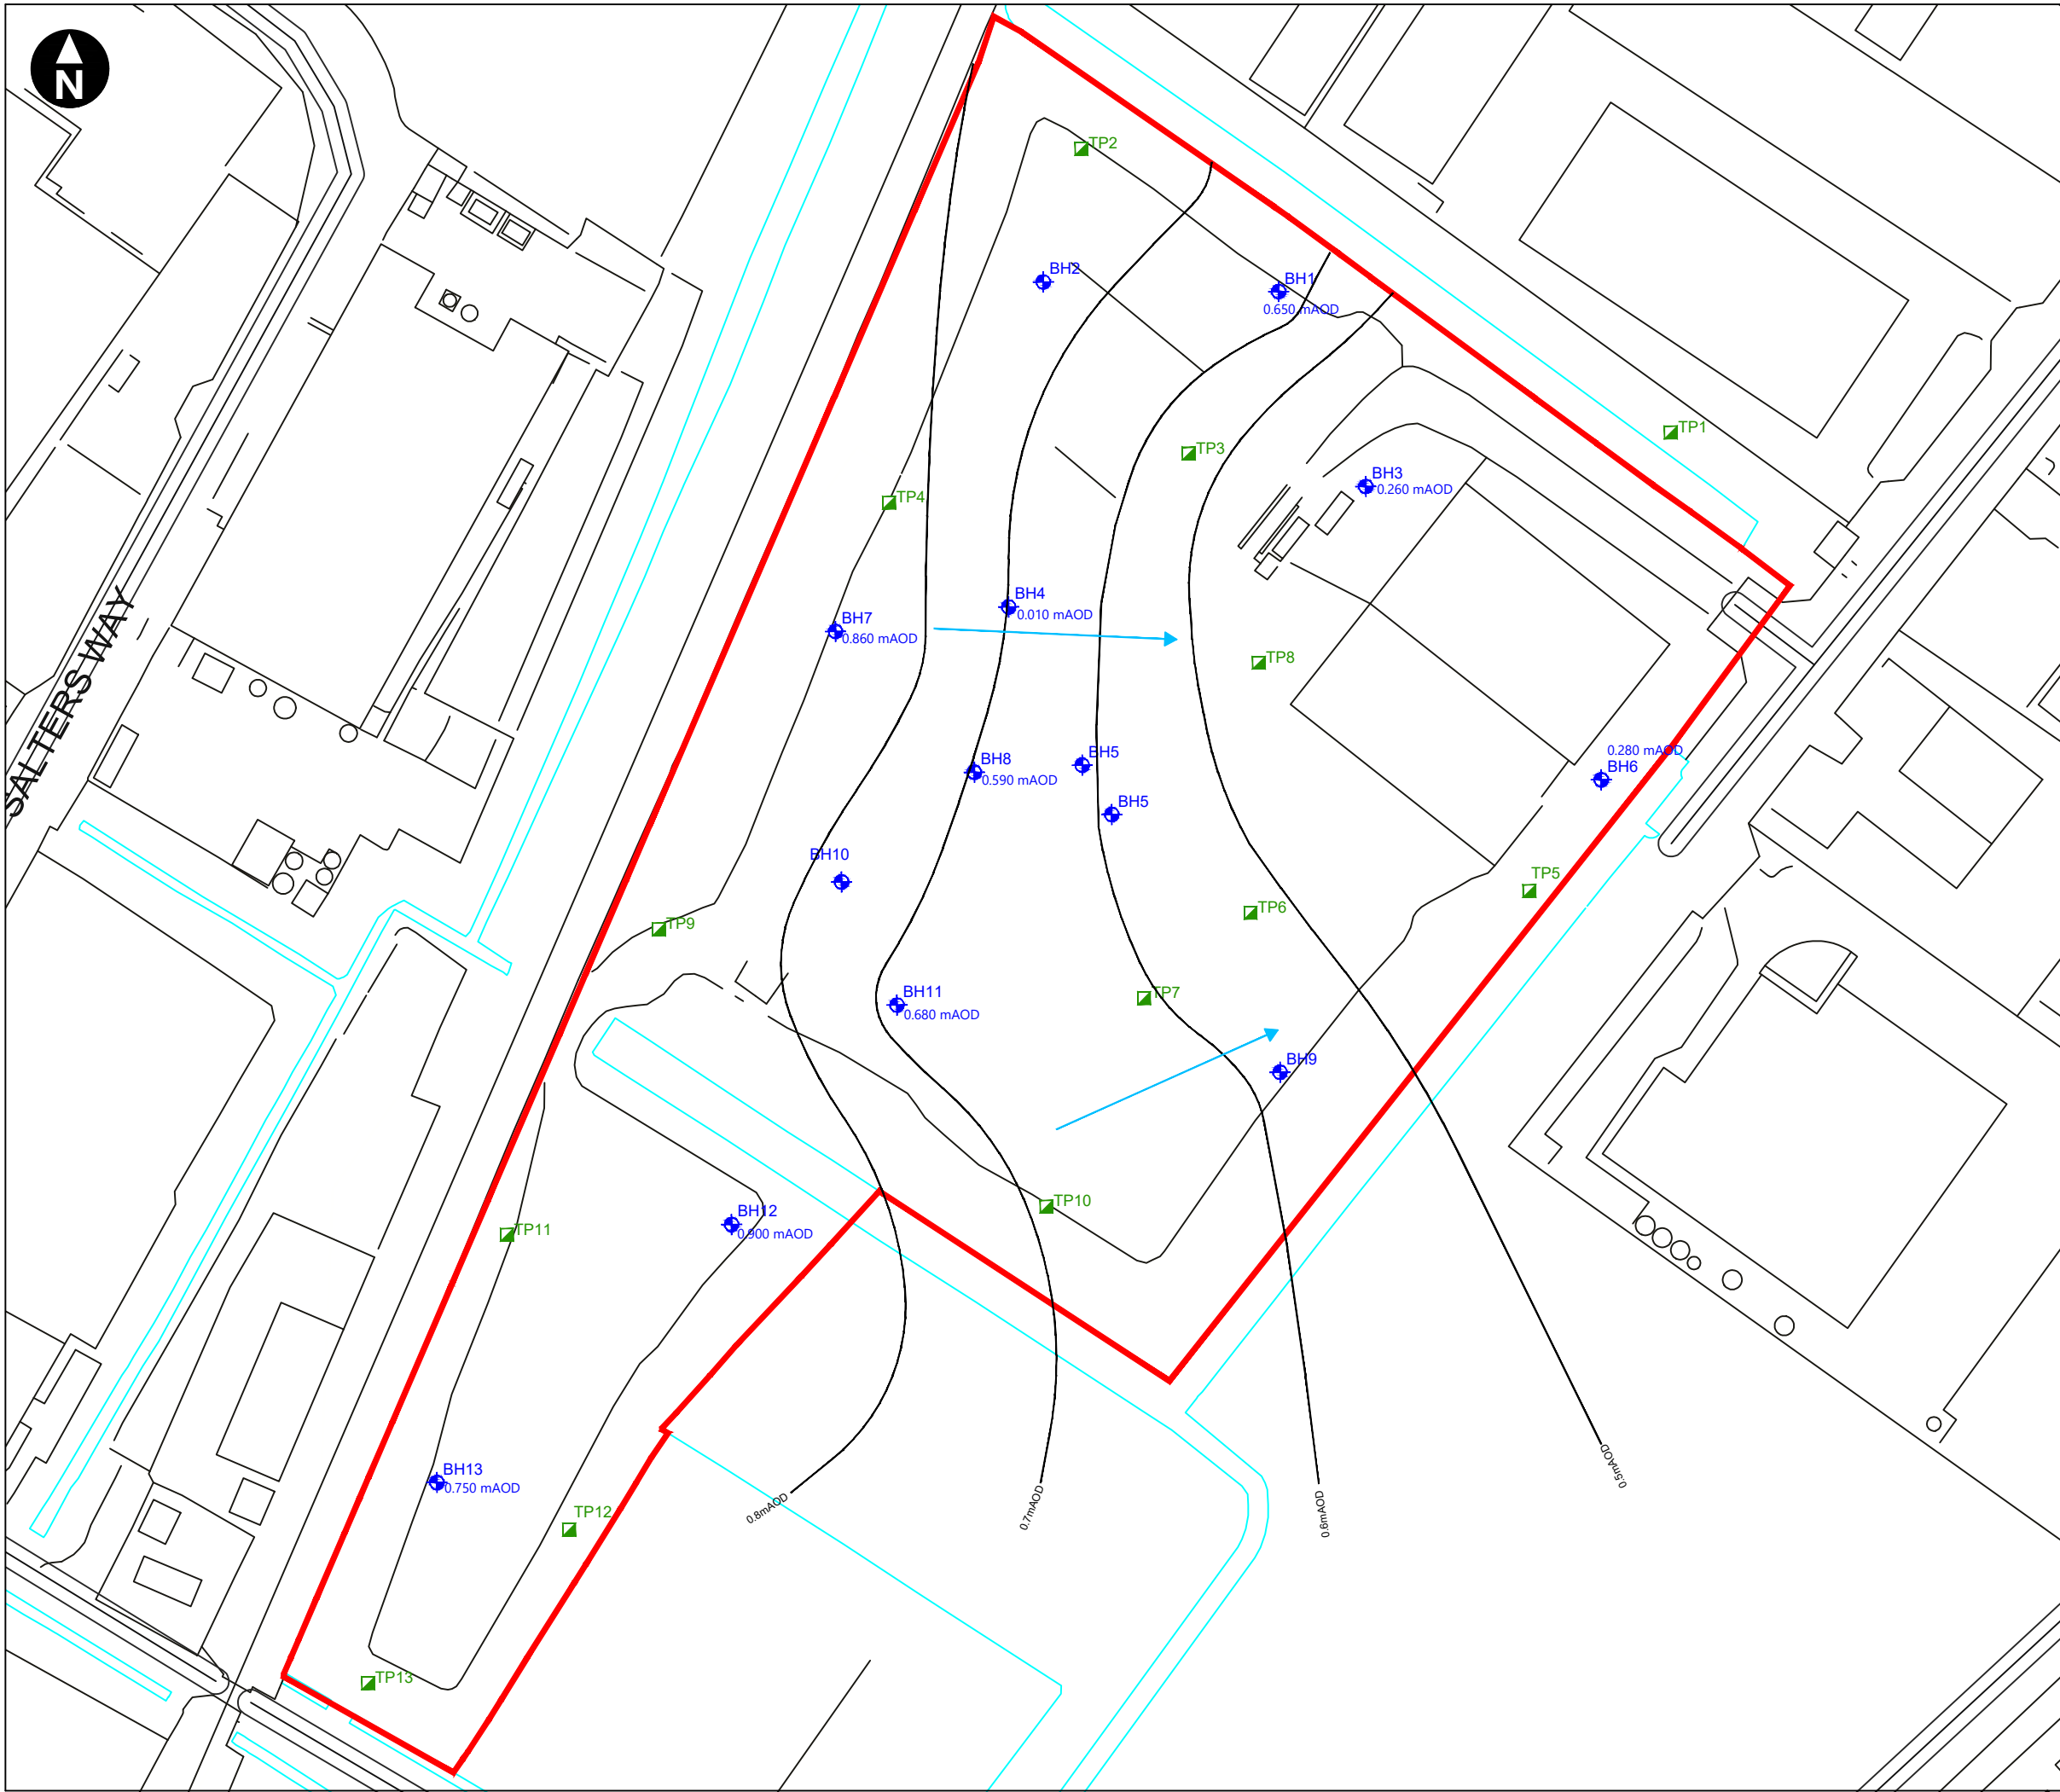 N
TP2
BH2
BH1
0.650 mAOD
TP1
TP3
BH3
0.260 mAOD
TP4
BH4
0.010 mAOD
BH7
0.860 mAOD
TP8
SALTERS WAY
BH8
0.590 mAOD
BH5
0.280 mAOD
BH6
BH5
BH10
TP5
TP6
TP9
BH11
0.680 mAOD
TP7
BH9
TP10
BH12
0.900 mAOD
TP11
BH13
0.750 mAOD
0.8mAOD
0.7mAOD
0.6mAOD
0.5mAOD
TP12
TP13